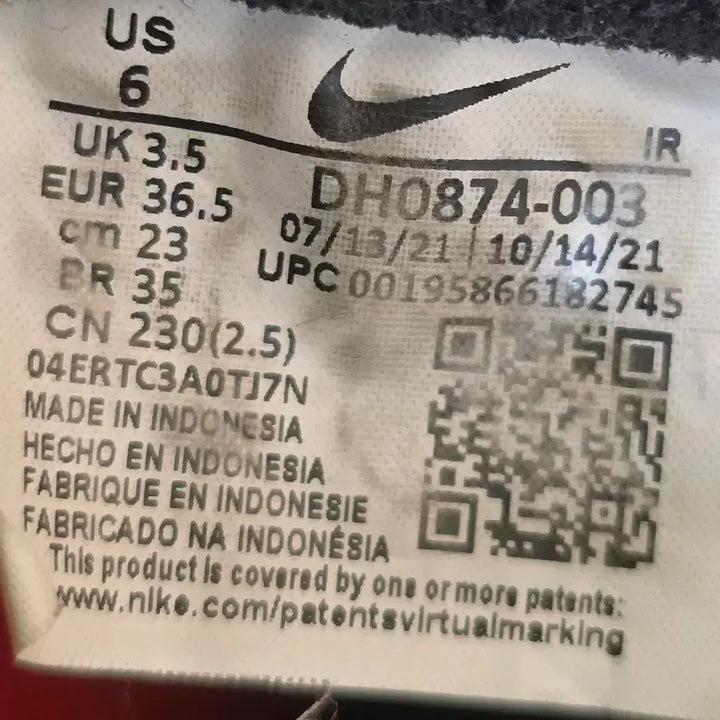 US
6
IR
UK 3.5
EUR 36.5
cm 23
BR 35
CN 230(2.5)
DH0874-003
07/13/21 | 10/14/21
UPC 00195866182745
04ERTC3A0TJ7N
MADE IN INDONESIA
HECHO EN INDONESIA
FABRIQUE EN INDONESIE
FABRICADO NA INDONÉSIA
This product is covered by one or more patents:
www.nike.com/patentsvirtualmarking